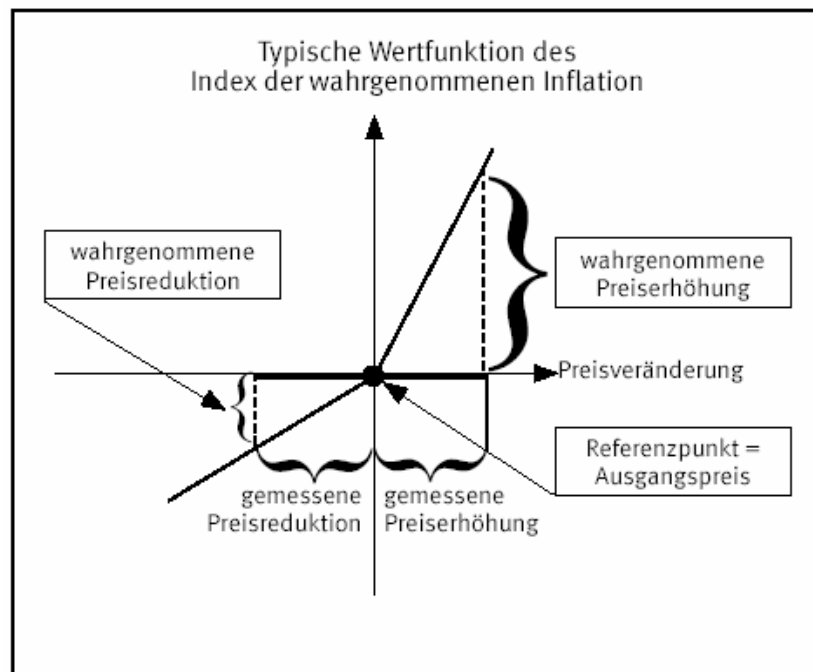 Typische Wertfunktion des
Index der wahrgenommenen Inflation
wahrgenommene
Preisreduktion
wahrgenommene
Preiserhöhung
Preisveränderung
Referenzpunkt =
Ausgangspreis
gemessene
Preisreduktion
gemessene
Preiserhöhung